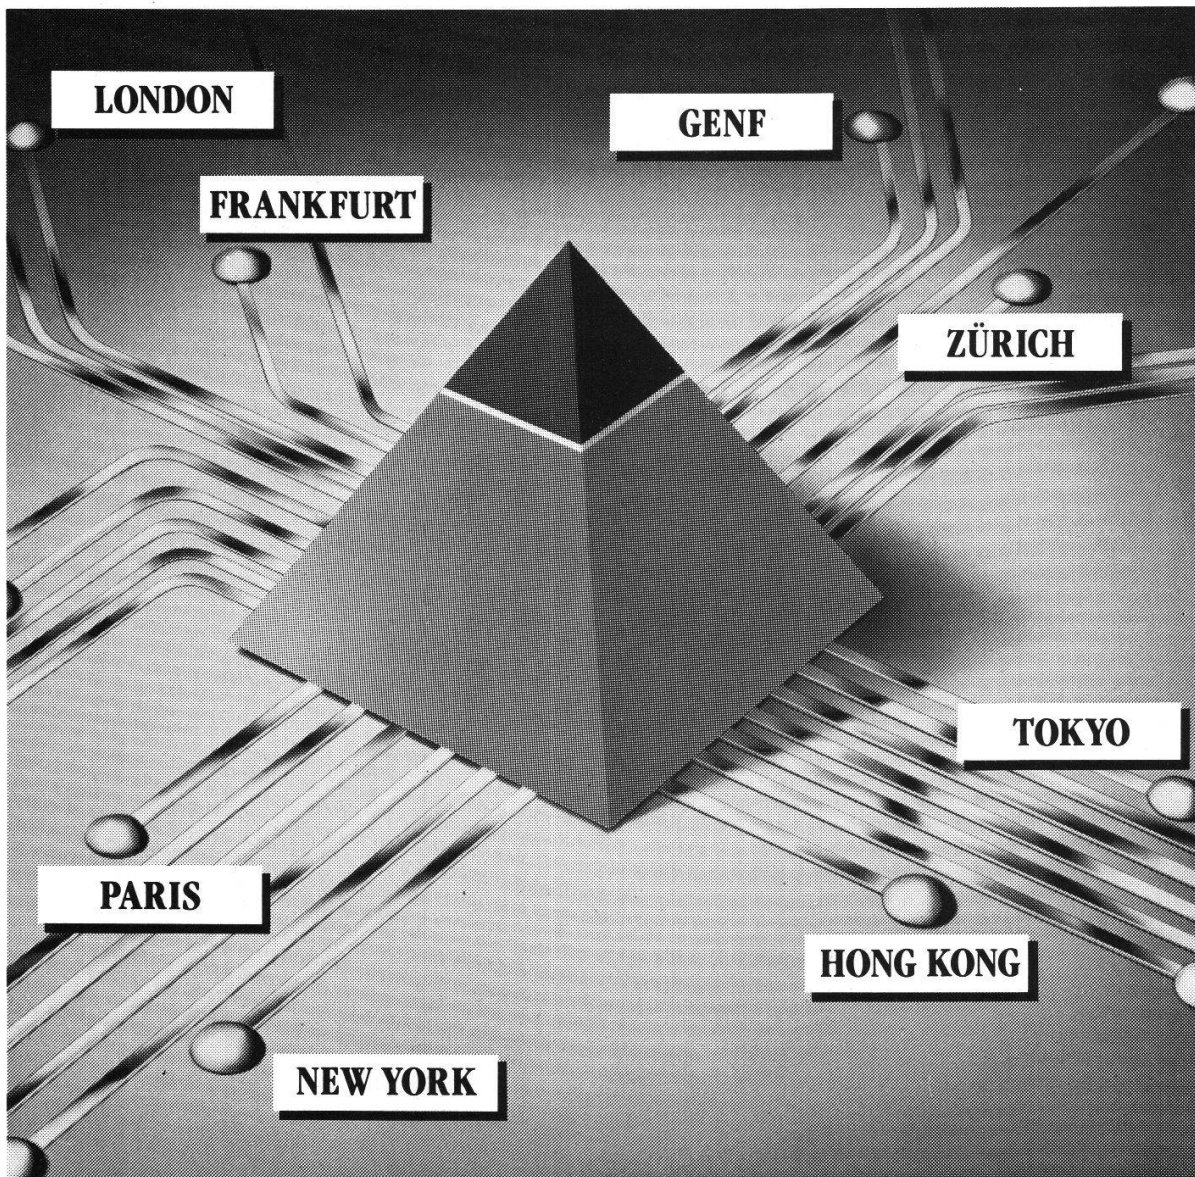 LONDON
GENF
FRANKFURT
ZÜRICH
TOKYO
PARIS
HONG KONG
NEW YORK